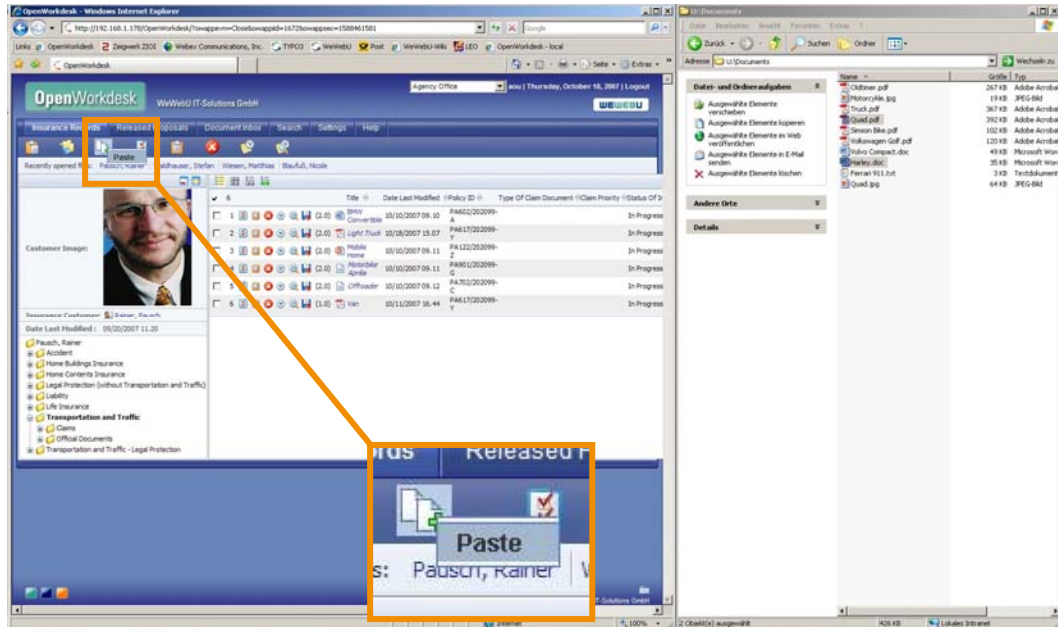 OpenWorkdesk - Windows Internet Explorer
Google
Links OpenWorkdesk Zeigwerk ZIOI Webex Communications, Inc. TYPO3 WeWebU Post WeWebU-Wiki LEO OpenWorkdesk - local
OpenWorkdesk
Seite Extras
OpenWorkdesk
WeWebU IT-Solutions GmbH
Agency Office
aou | Thursday, October 18, 2007 | Logout
WEWEBU
Insurance Records Released Proposals Document Inbox Search Settings Help
Paste
Recently opened Pausch, Rainer Stefan Wiesen, Matthias Blaufuß, Nicole
6 Title Date Last Modified Policy ID Type Of Claim Document Claim Priority Status Of
1 (2.0) BMW Convertible 10/10/2007 09.10 PA602/202099-A In Progress
2 (2.0) Light Truck 10/18/2007 15.07 PA617/202099-Y In Progress
3 (2.0) Mobile Home 10/10/2007 09.11 PA122/202099-Z In Progress
4 (2.0) Motorbike Aprilia 10/10/2007 09.11 PA901/202099-G In Progress
5 (2.0) Offroader 10/10/2007 09.12 PA702/202099-C In Progress
6 (1.0) Van 10/11/2007 16.44 PA617/202099-Y In Progress
Customer Image:
Insurance Customer: Rainer, Pausch
Date Last Modified : 09/20/2007 11.20
Pausch, Rainer
Accident
Home Buildings Insurance
Home Contents Insurance
Legal Protection (without Transportation and Traffic)
Liability
Life Insurance
Transportation and Traffic
Claims
Official Documents
Transportation and Traffic - Legal Protection
Released
Paste
s: Pausch, Rainer
IT-Solutions GmbH
Internet
100%
U:\Documents
Datei Bearbeiten Ansicht Favoriten Extras ?
Zurück Suchen Ordner
Adresse U:\Documents Wechseln zu
Datei- und Ordneraufgaben
Ausgewählte Elemente verschieben
Ausgewählte Elemente kopieren
Ausgewählte Elemente im Web veröffentlichen
Ausgewählte Elemente in E-Mail senden
Ausgewählte Elemente löschen
Andere Orte
Details
Name Größe Typ
Oldtimer.pdf 267 KB Adobe Acrobat
Motorcykle.jpg 19 KB JPEG-Bild
Truck.pdf 367 KB Adobe Acrobat
Quad.pdf 392 KB Adobe Acrobat
Simson Bike.pdf 102 KB Adobe Acrobat
Volkswagen Golf.pdf 120 KB Adobe Acrobat
Volvo Compact.doc 49 KB Microsoft Word
Harley.doc 35 KB Microsoft Word
Ferrari 911.txt 3 KB Textdokument
Quad.jpg 64 KB JPEG-Bild
2 Objekt(e) ausgewählt 426 KB Lokales Intranet